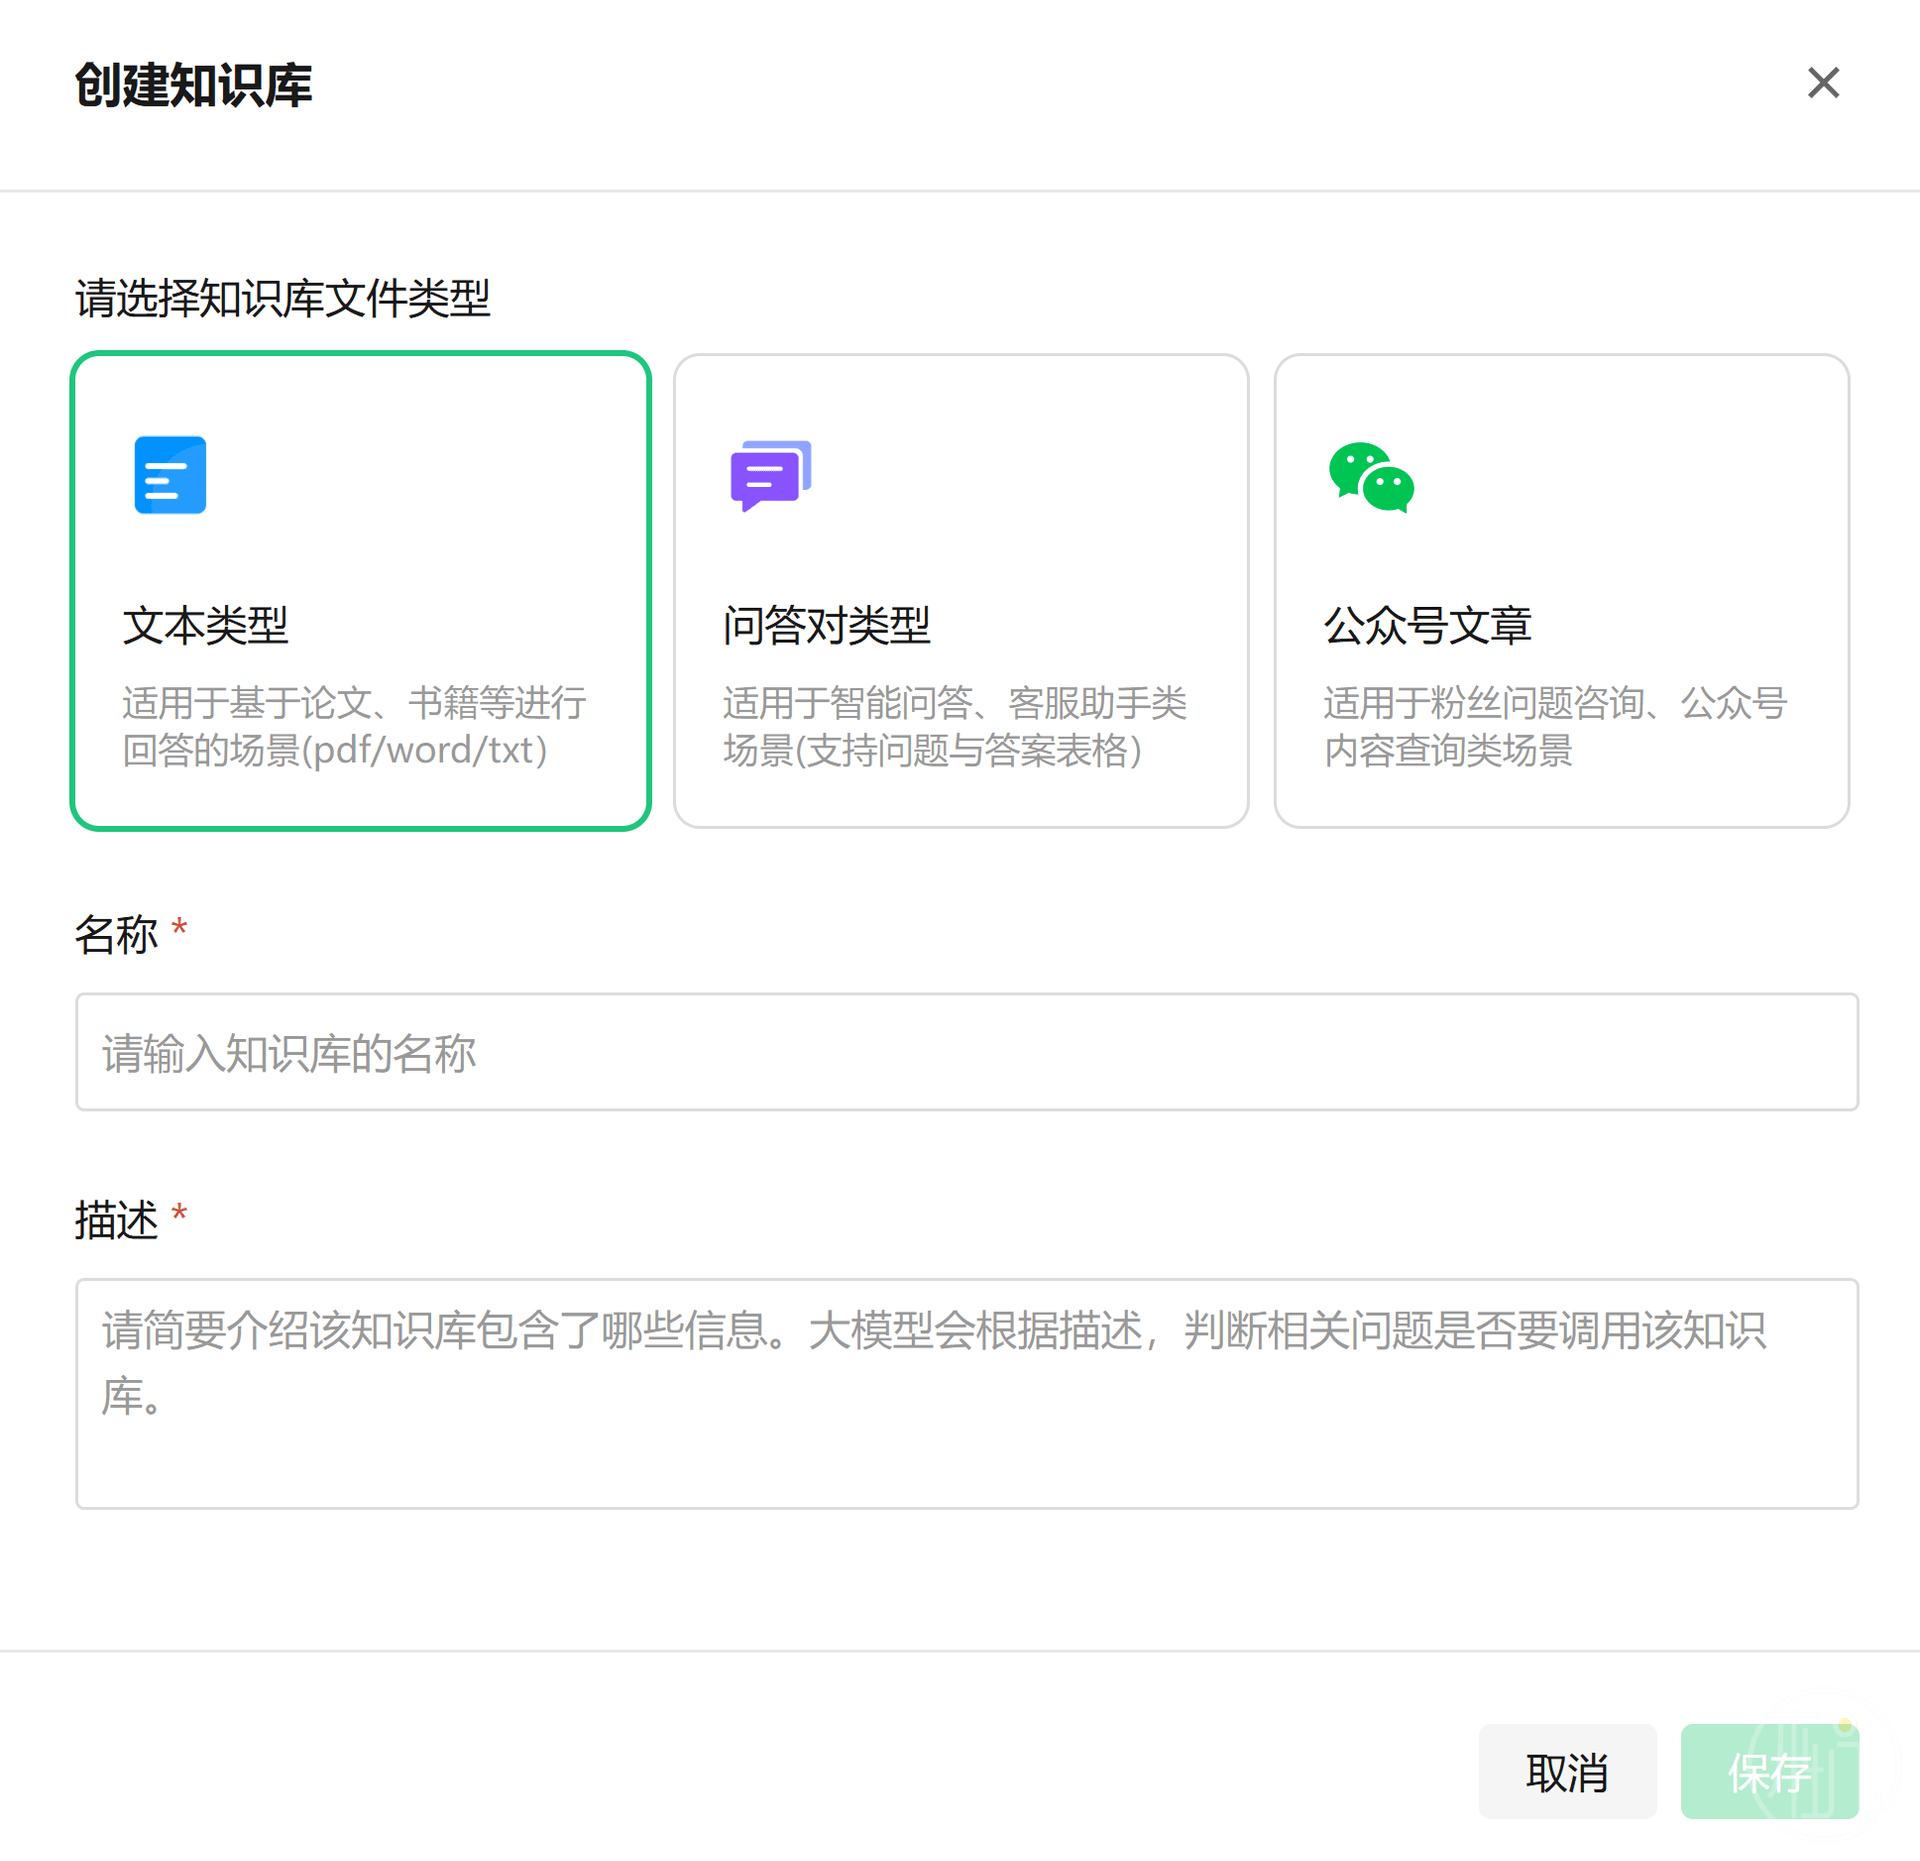 创建知识库
请选择知识库文件类型
文本类型
适用于基于论文、书籍等进行
回答的场景(pdf/word/txt)
问答对类型
适用于智能问答、客服助手类
场景(支持问题与答案表格)
公众号文章
适用于粉丝问题咨询、公众号
内容查询类场景
名称 *
请输入知识库的名称
描述 *
请简要介绍该知识库包含了哪些信息。大模型会根据描述，判断相关问题是否要调用该知识
库。
取消
保存